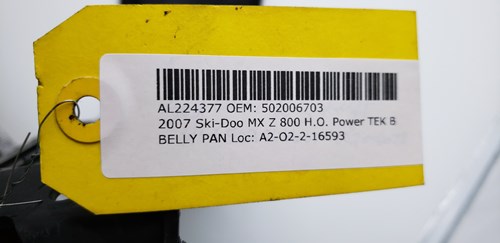 AL224377 OEM: 502006703
2007 Ski-Doo MX Z 800 H.O. Power TEK B
BELLY PAN Loc: A2-O2-2-16593